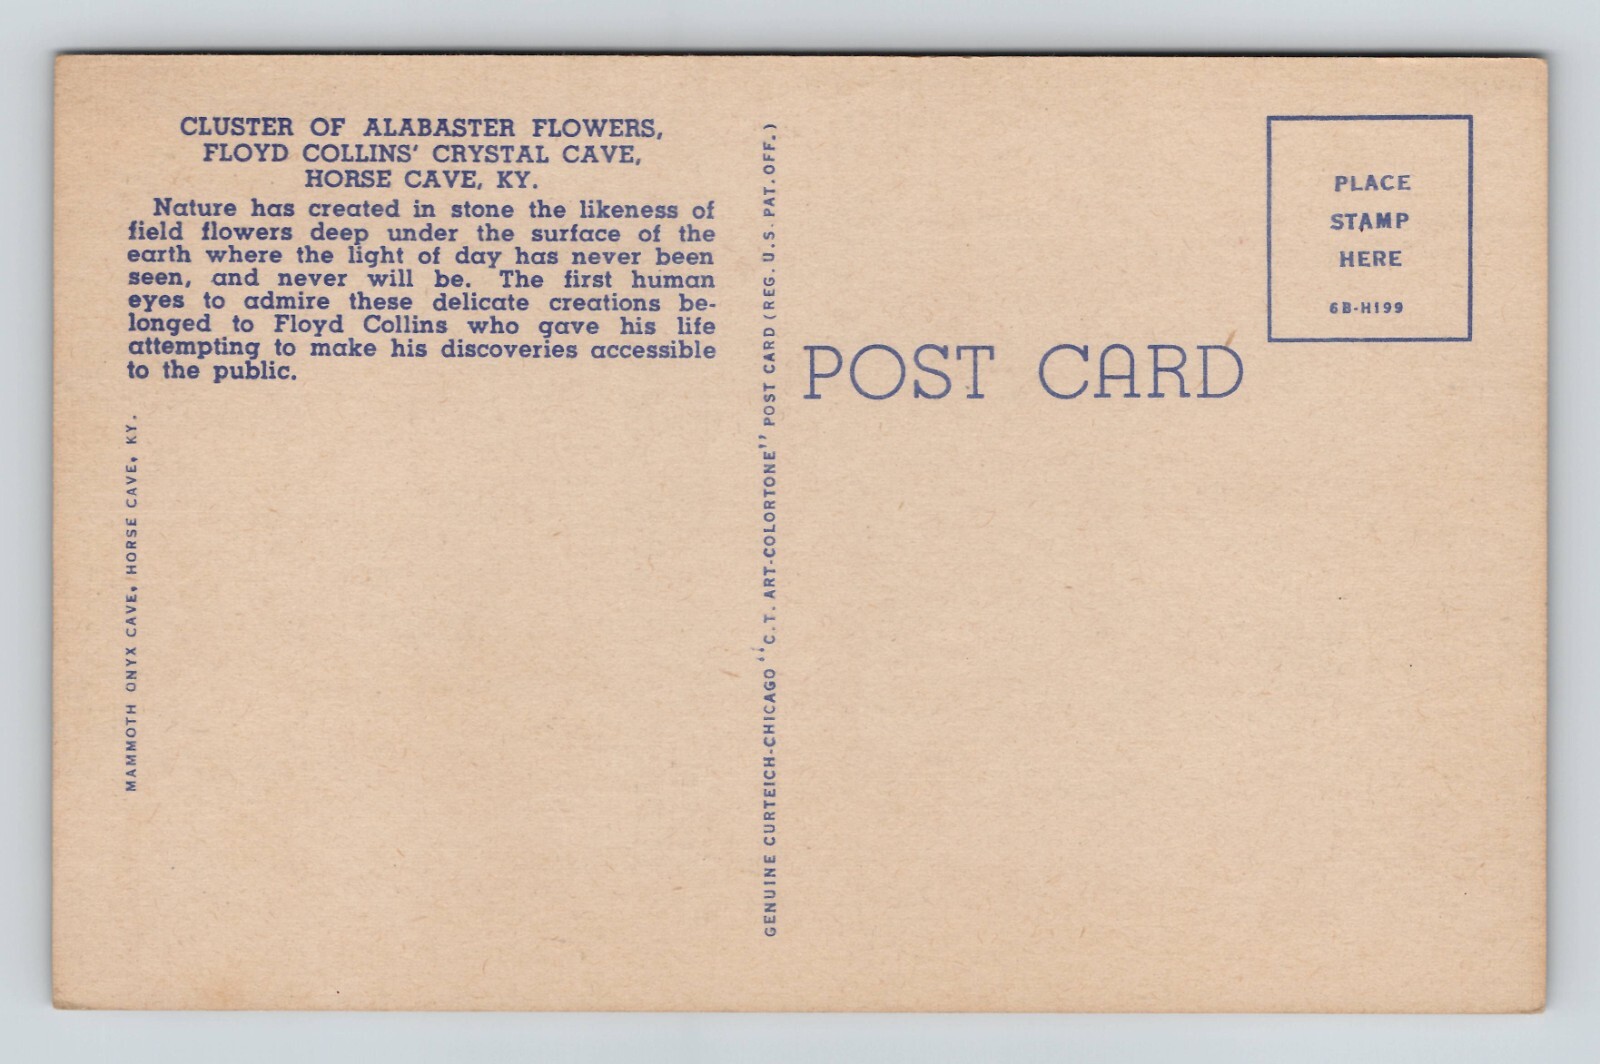 CLUSTER OF ALABASTER FLOWERS,
FLOYD COLLINS' CRYSTAL CAVE,
HORSE CAVE, KY.
Nature has created in stone the likeness of
field flowers deep under the surface of the
earth where the light of day has never been
seen, and never will be. The first human
eyes to admire these delicate creations be-
longed to Floyd Collins who gave his life
attempting to make his discoveries accessible
to the public.
MAMMOTH ONYX CAVE, HORSE CAVE, KY.
GENUINE CURTEICH-CHICAGO "C.T. ART-COLORTONE" POST CARD (REG. U.S. PAT. OFF.)
POST CARD
PLACE
STAMP
HERE
6B-H199